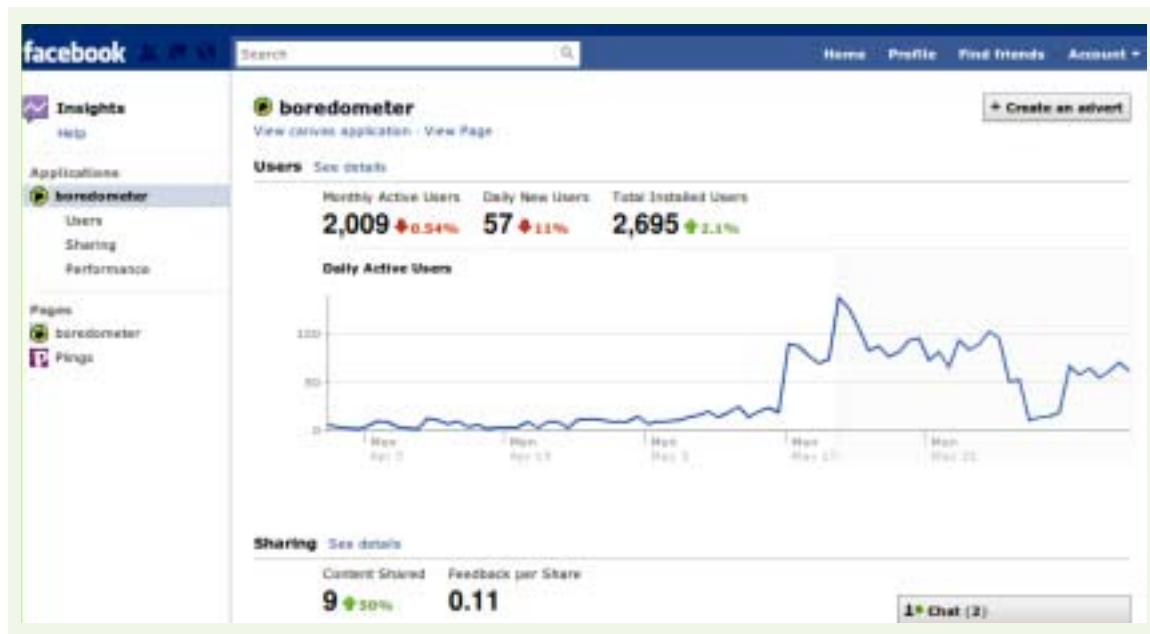 facebook
Search
Home Profile Find friends Account
Insights
Help
Applications
boredometer
Users
Sharing
Performance
Pages
boredometer
Pings
boredometer
+ Create an advert
View canvas application · View Page
Users See details
Monthly Active Users Daily New Users Total Installed Users
2,009 0.54% 57 11% 2,695 2.1%
Daily Active Users
100
50
0
Mon Mon Mon Mon Mon
Sharing See details
Content Shared Feedback per Share
9 50% 0.11
Chat (2)